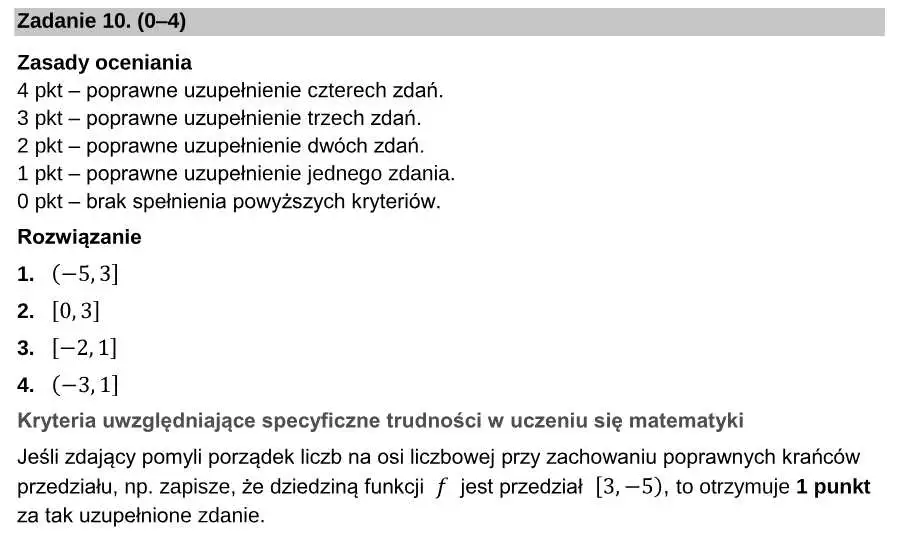 Zadanie 10. (0–4)
Zasady oceniania
4 pkt – poprawne uzupełnienie czterech zdań.
3 pkt – poprawne uzupełnienie trzech zdań.
2 pkt – poprawne uzupełnienie dwóch zdań.
1 pkt – poprawne uzupełnienie jednego zdania.
0 pkt – brak spełnienia powyższych kryteriów.
Rozwiązanie
1. (−5, 3]
2. [0, 3]
3. [−2, 1]
4. (−3, 1]
Kryteria uwzględniające specyficzne trudności w uczeniu się matematyki
Jeśli zdający pomyli porządek liczb na osi liczbowej przy zachowaniu poprawnych krańców
przedziału, np. zapisze, że dziedziną funkcji f jest przedział [3, −5), to otrzymuje 1 punkt
za tak uzupełnione zdanie.